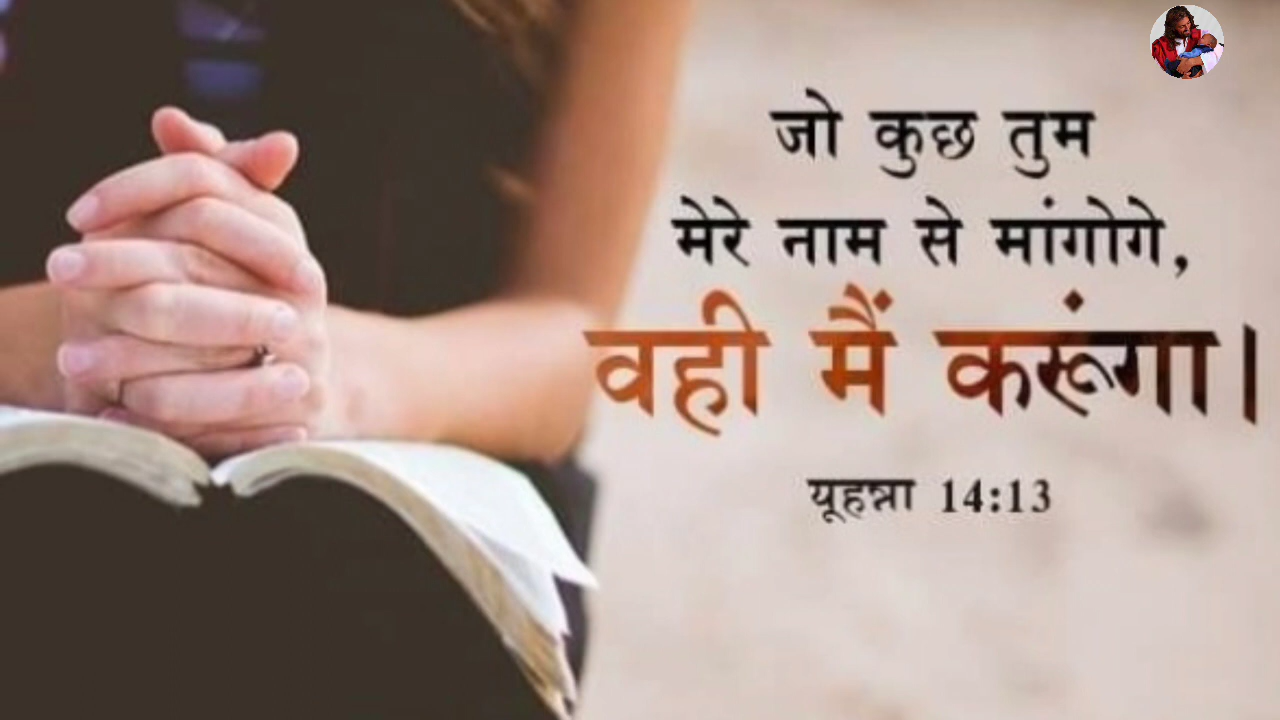 जो कुछ तुम
मेरे नाम से मांगोगे,
वही मैं करूंगा।
यूहन्ना 14:13